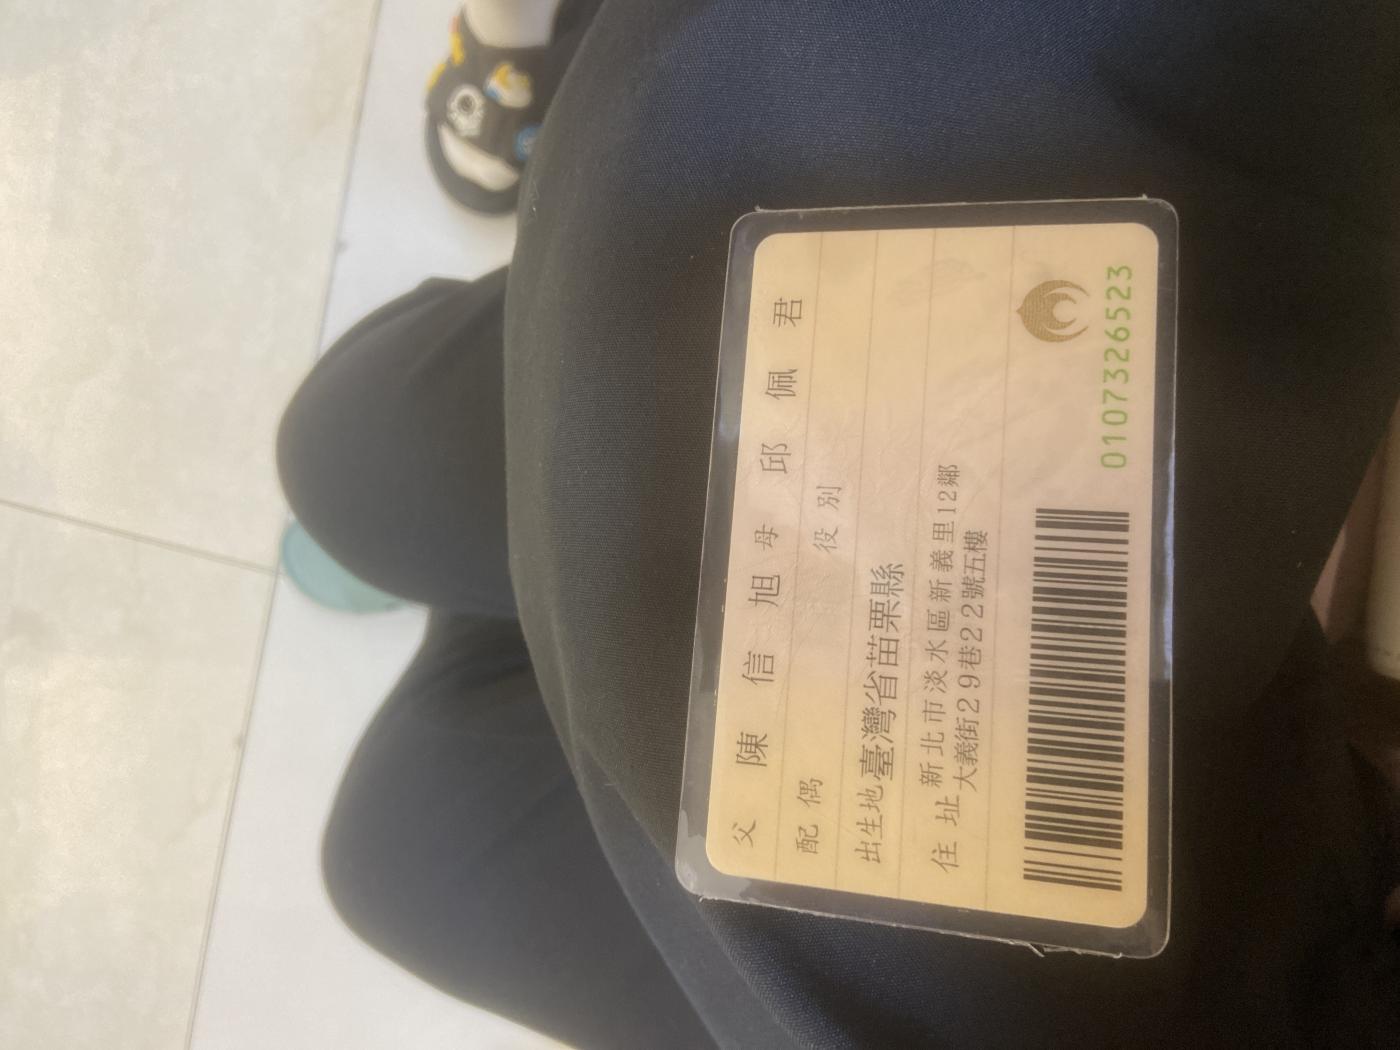 父 陳信旭 母 邱佩君
配偶 役別
出生地 臺灣省苗栗縣
住址 新北市淡水區新義里12鄰
大義街29巷22號五樓
0107326523